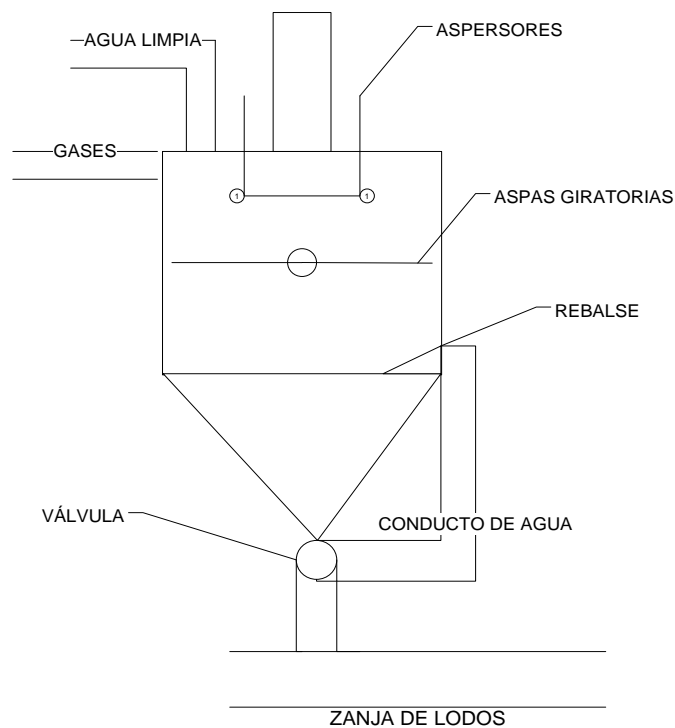 AGUA LIMPIA
ASPERSORES
GASES
1
1
ASPAS GIRATORIAS
REBALSE
VÁLVULA
CONDUCTO DE AGUA
ZANJA DE LODOS